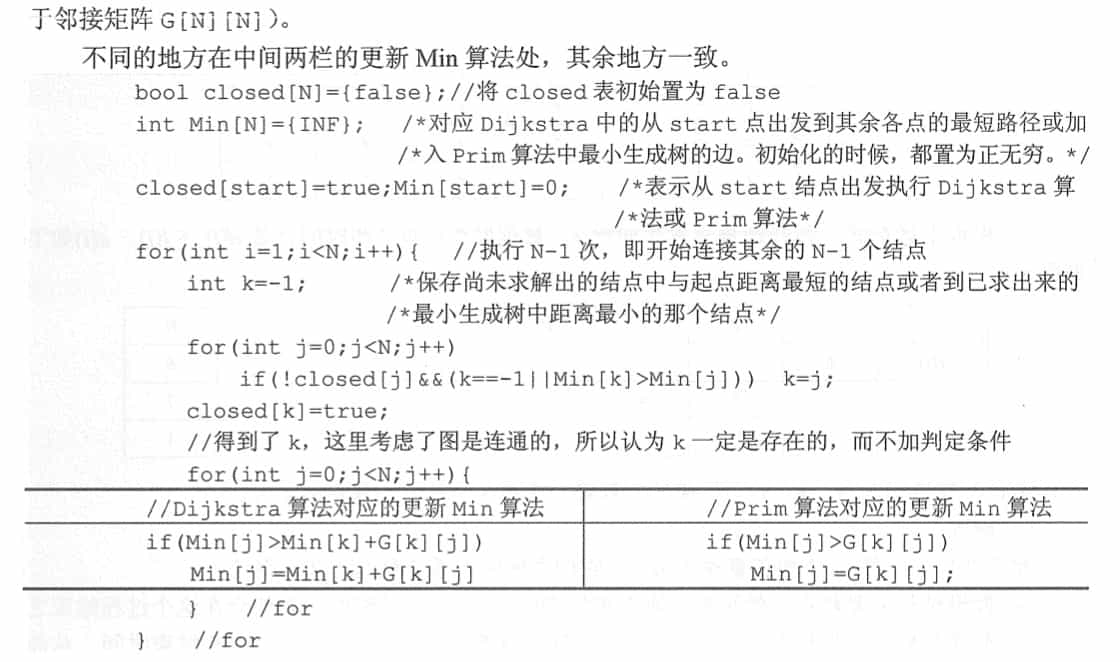 于邻接矩阵 G[N][N])。
不同的地方在中间两栏的更新 Min 算法处，其余地方一致。
bool closed[N]={false};//将 closed 表初始置为 false
int Min[N]={INF};  /*对应 Dijkstra 中的从 start 点出发到其余各点的最短路径或加
/*入 Prim 算法中最小生成树的边。初始化的时候，都置为正无穷。*/
closed[start]=true;Min[start]=0;  /*表示从 start 结点出发执行 Dijkstra 算
/*法或 Prim 算法*/
for(int i=1;i<N;i++){  //执行 N-1 次，即开始连接其余的 N-1 个结点
int k=-1;  /*保存尚未求解出的结点中与起点距离最短的结点或者到已求出来的
/*最小生成树中距离最小的那个结点*/
for(int j=0;j<N;j++)
if(!closed[j]&&(k==-1||Min[k]>Min[j]))  k=j;
closed[k]=true;
//得到了 k，这里考虑了图是连通的，所以认为 k 一定是存在的，而不加判定条件
for(int j=0;j<N;j++){
//Dijkstra 算法对应的更新 Min 算法  //Prim 算法对应的更新 Min 算法
if(Min[j]>Min[k]+G[k][j])  if(Min[j]>G[k][j])
Min[j]=Min[k]+G[k][j]  Min[j]=G[k][j];
}  //for
}  //for